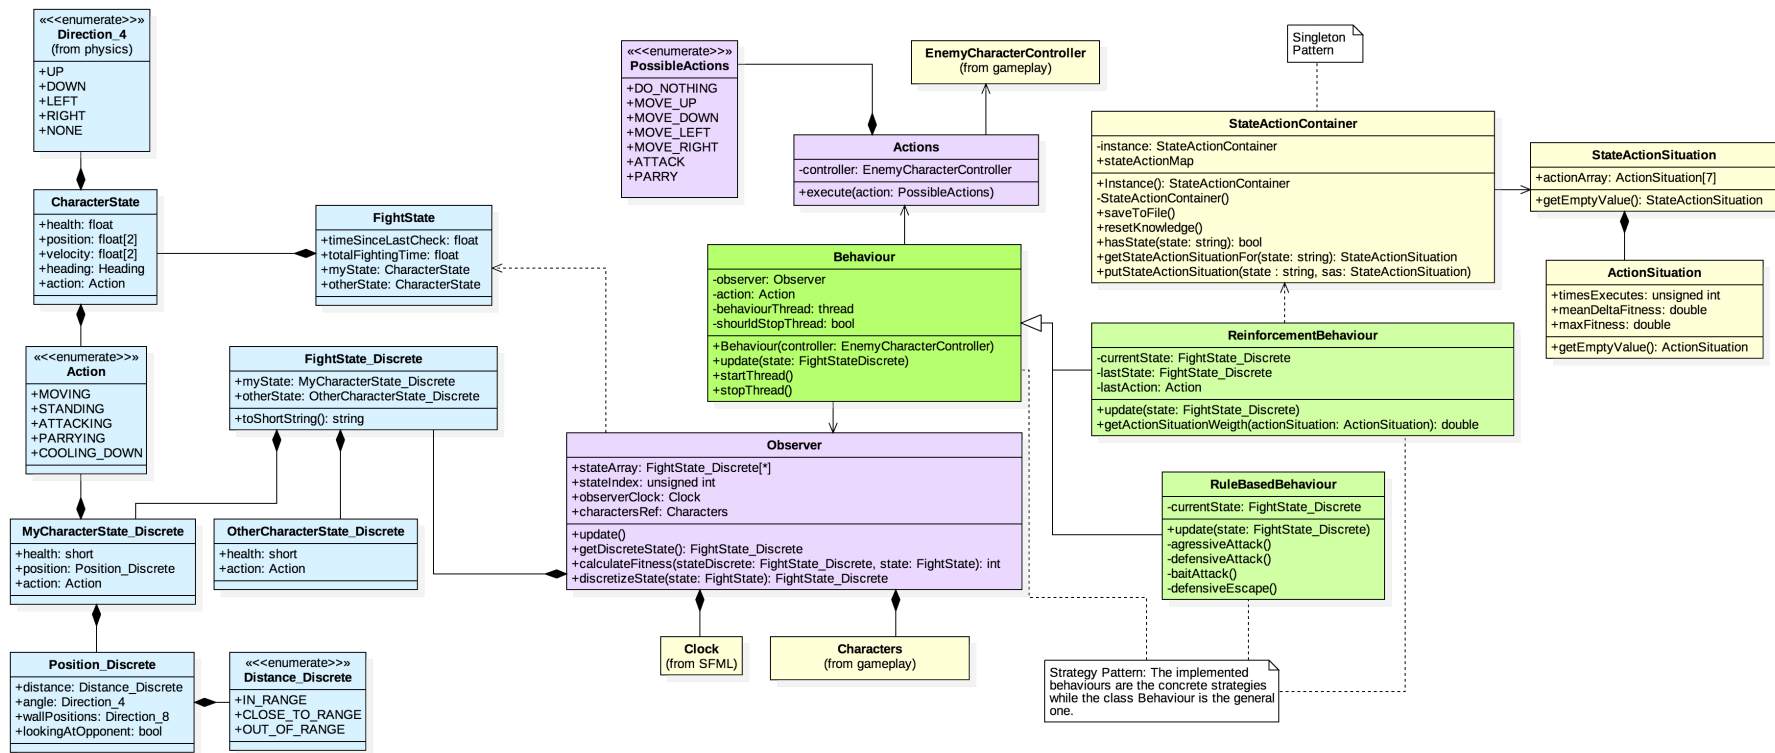 «<<enumerate>>»
Direction_4
(from physics)
+UP
+DOWN
+LEFT
+RIGHT
+NONE
CharacterState
+health: float
+position: float[2]
+velocity: float[2]
+heading: Heading
+action: Action
«<<enumerate>>»
Action
+MOVING
+STANDING
+ATTACKING
+PARRYING
+COOLING_DOWN
MyCharacterState_Discrete
+health: short
+position: Position_Discrete
+action: Action
Position_Discrete
+distance: Distance_Discrete
+angle: Direction_4
+wallPositions: Direction_8
+lookingAtOpponent: bool
«<<enumerate>>»
Distance_Discrete
+IN_RANGE
+CLOSE_TO_RANGE
+OUT_OF_RANGE
FightState
+timeSinceLastCheck: float
+totalFightingTime: float
+myState: CharacterState
+otherState: CharacterState
FightState_Discrete
+myState: MyCharacterState_Discrete
+otherState: OtherCharacterState_Discrete
+toShortString(): string
OtherCharacterState_Discrete
+health: short
+action: Action
«<<enumerate>>»
PossibleActions
+DO_NOTHING
+MOVE_UP
+MOVE_DOWN
+MOVE_LEFT
+MOVE_RIGHT
+ATTACK
+PARRY
EnemyCharacterController
(from gameplay)
Actions
-controller: EnemyCharacterController
+execute(action: PossibleActions)
Behaviour
-observer: Observer
-action: Action
-behaviourThread: thread
-shourldStopThread: bool
+Behaviour(controller: EnemyCharacterController)
+update(state: FightStateDiscrete)
+startThread()
+stopThread()
Observer
+stateArray: FightState_Discrete[*]
+stateIndex: unsigned int
+observerClock: Clock
+charactersRef: Characters
+update()
+getDiscreteState(): FightState_Discrete
+calculateFitness(stateDiscrete: FightState_Discrete, state: FightState): int
+discretizeState(state: FightState): FightState_Discrete
Clock
(from SFML)
Characters
(from gameplay)
Singleton
Pattern
StateActionContainer
-instance: StateActionContainer
+stateActionMap
+Instance(): StateActionContainer
-StateActionContainer()
+saveToFile()
+resetKnowledge()
+hasState(state: string): bool
+getStateActionSituationFor(state: string): StateActionSituation
+putStateActionSituation(state : string, sas: StateActionSituation)
StateActionSituation
+actionArray: ActionSituation[7]
+getEmptyValue(): StateActionSituation
ActionSituation
+timesExecutes: unsigned int
+meanDeltaFitness: double
+maxFitness: double
+getEmptyValue(): ActionSituation
ReinforcementBehaviour
-currentState: FightState_Discrete
-lastState: FightState_Discrete
-lastAction: Action
+update(state: FightState_Discrete)
+getActionSituationWeigth(actionSituation: ActionSituation): double
RuleBasedBehaviour
-currentState: FightState_Discrete
+update(state: FightState_Discrete)
-agressiveAttack()
-defensiveAttack()
-baitAttack()
-defensiveEscape()
Strategy Pattern: The implemented
behaviours are the concrete strategies
while the class Behaviour is the general
one.